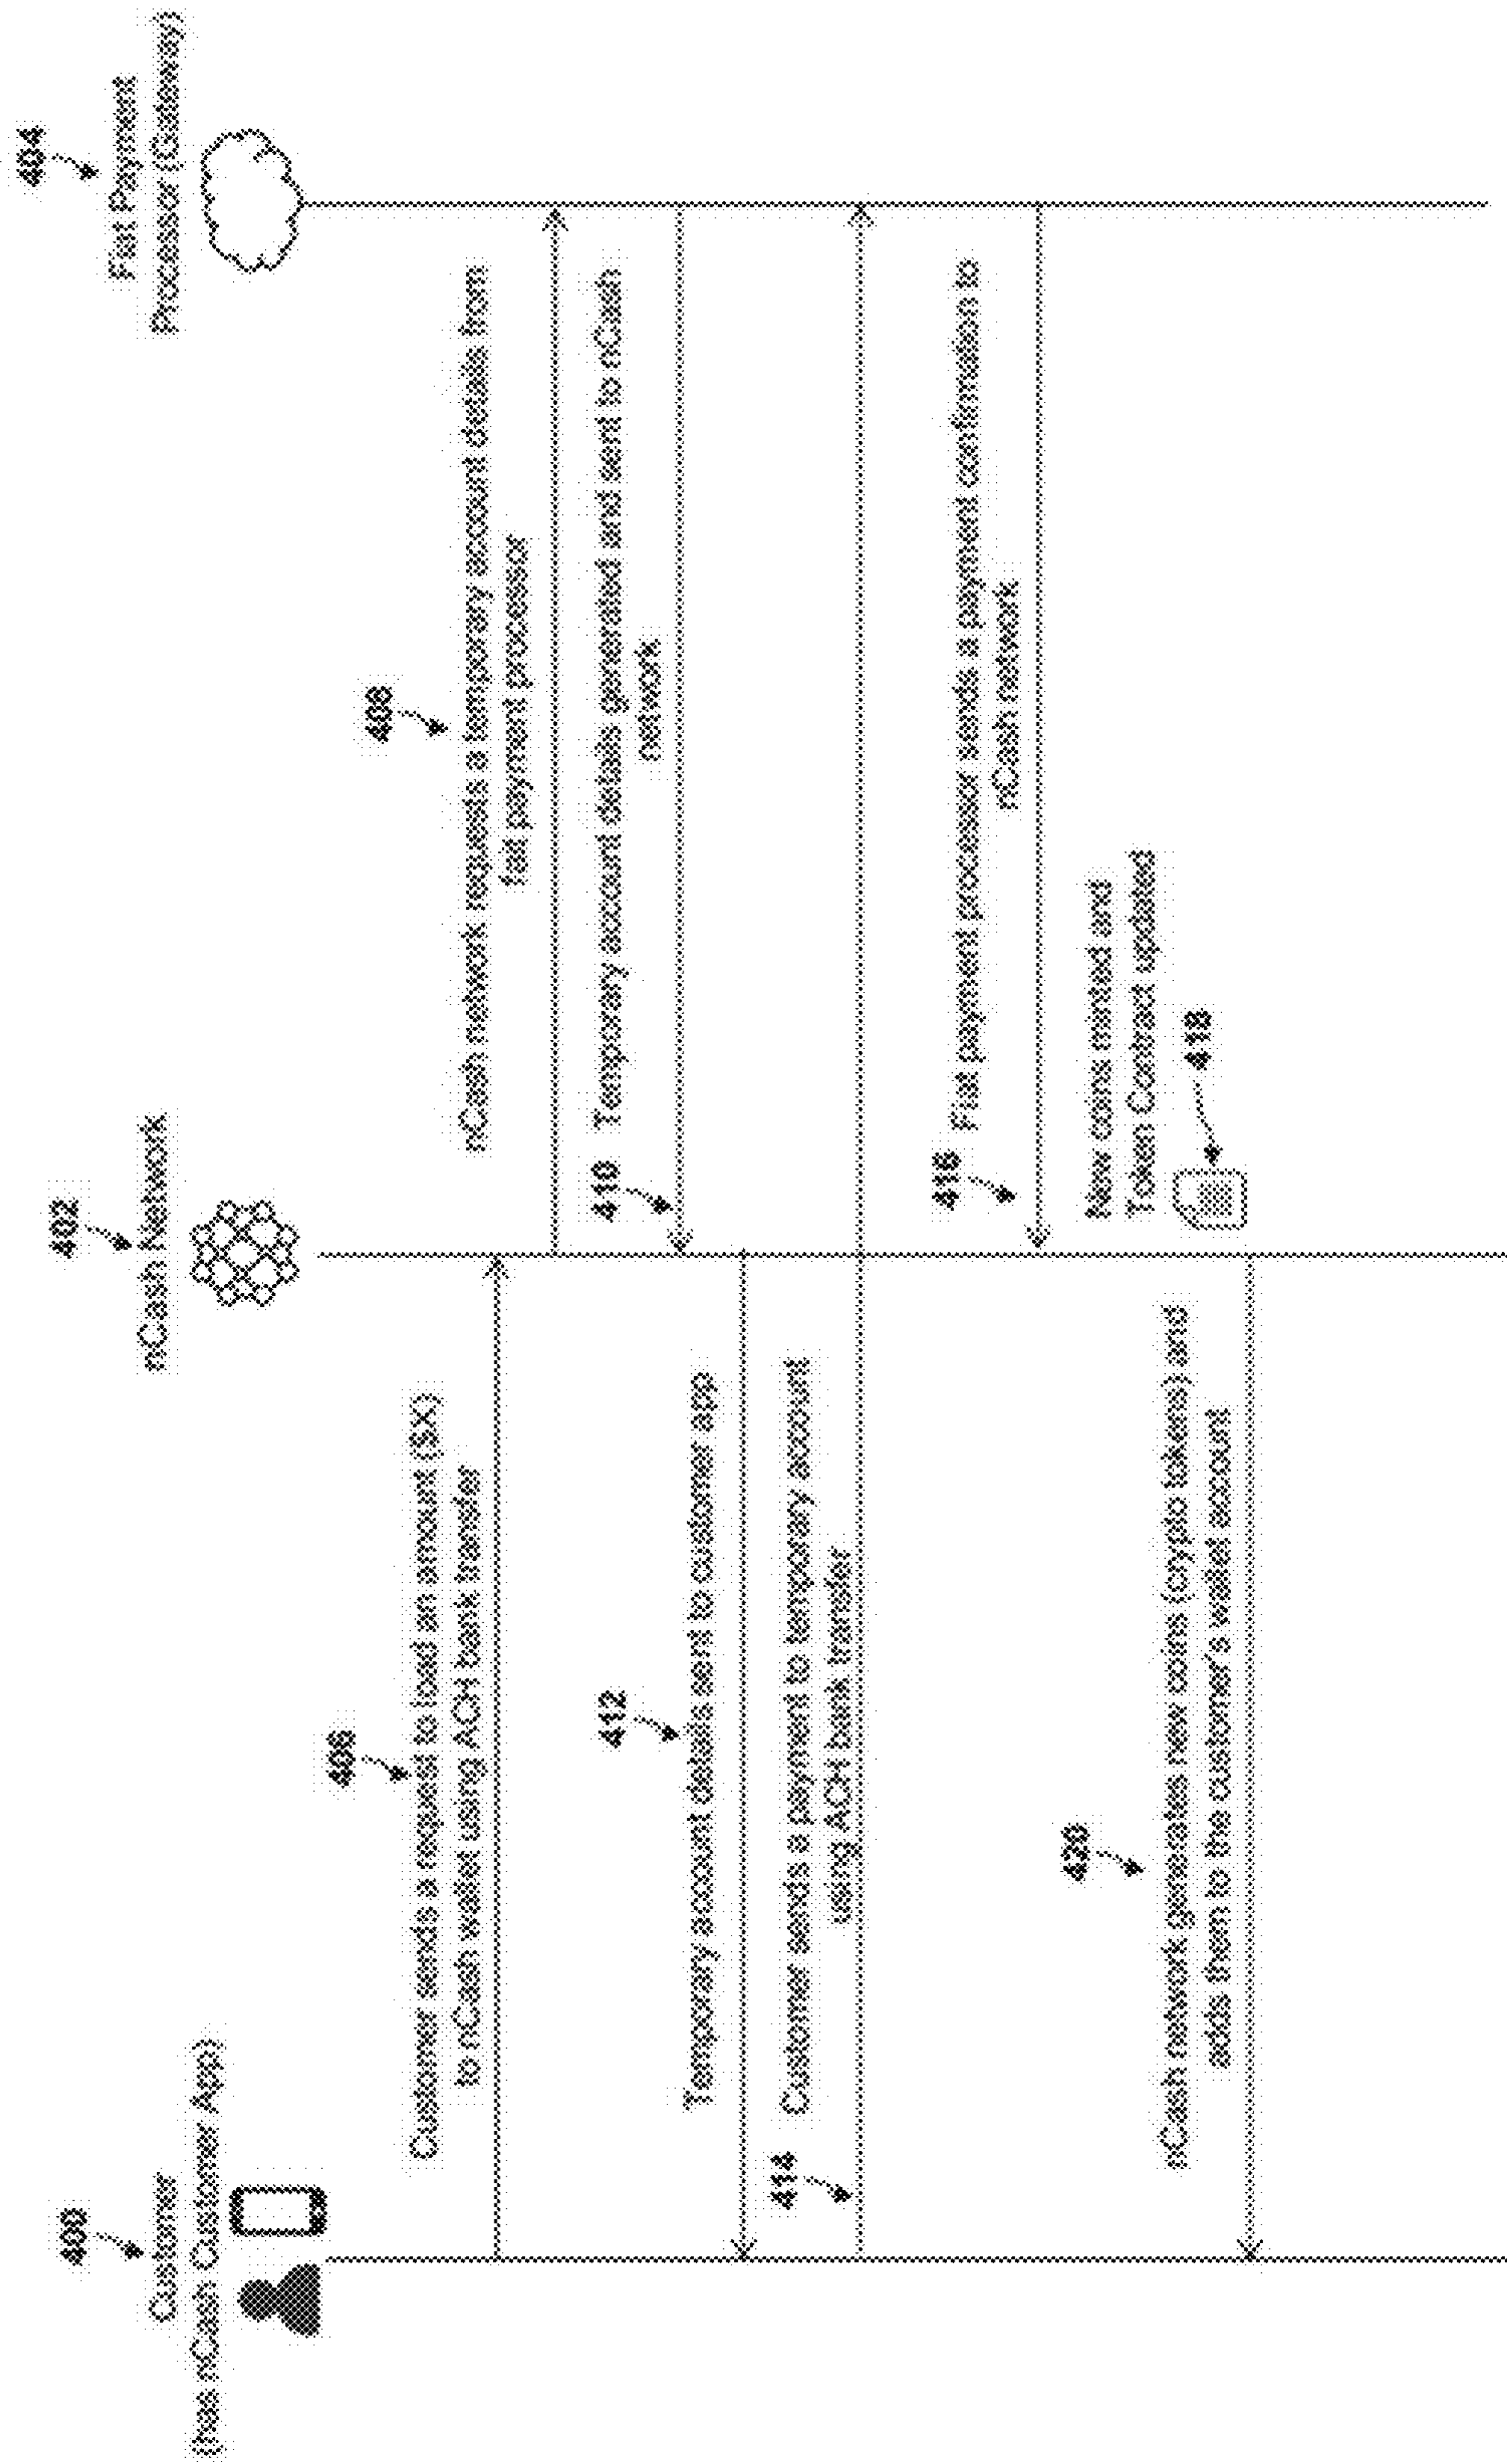 400
Customer
(has nCash Customer App)
402
nCash Network
404
Fiat Payment
Processor (Gateway)
406
Customer sends a request to load an amount ($X)
to nCash wallet using ACH bank transfer
408
nCash network requests a temporary account details from
fiat payment processor
410
Temporary account details generated and sent to nCash
network
412
Temporary account details sent to customer app
414
Customer sends a payment to temporary account
using ACH bank transfer
416
Fiat payment processor sends a payment confirmation to
nCash network
New coins minted and
Token Contract updated
418
420
nCash network generates new coins (crypto tokens) and
adds them to the customer's wallet account